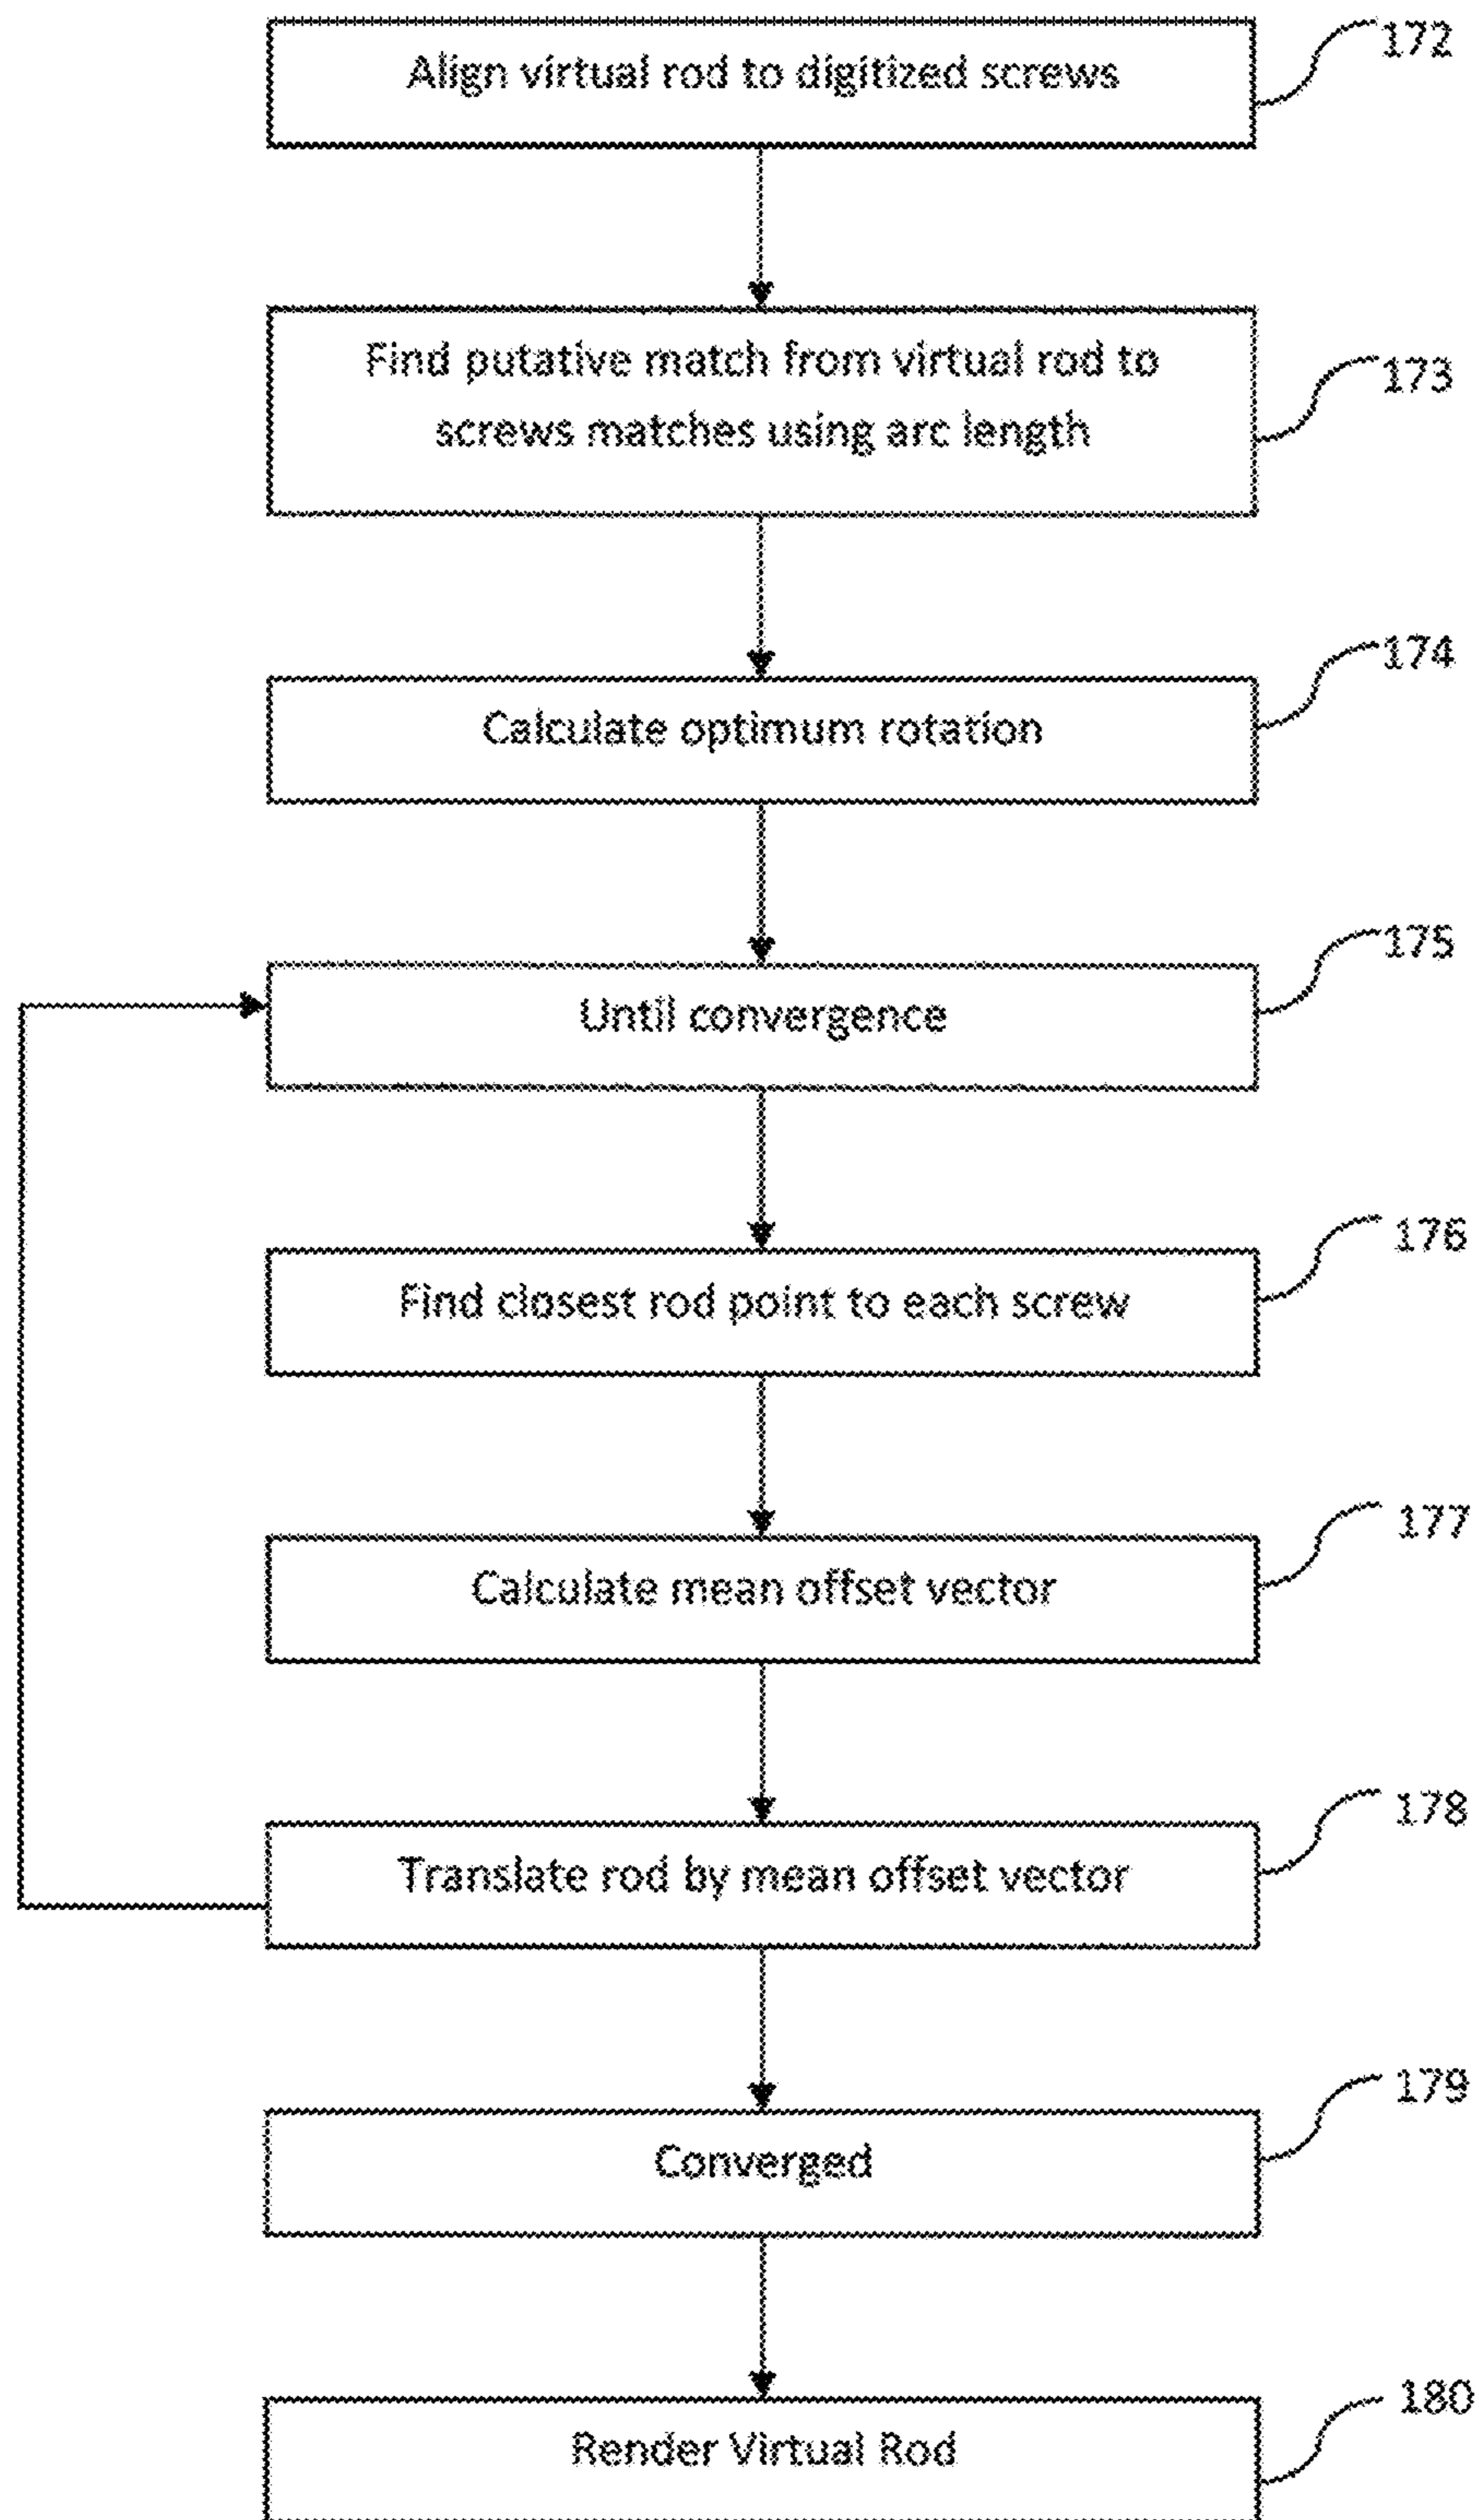 Align virtual rod to digitized screws
172
Find putative match from virtual rod to
screws matches using arc length
173
Calculate optimum rotation
174
Until convergence
175
Find closest rod point to each screw
176
Calculate mean offset vector
177
Translate rod by mean offset vector
178
Converged
179
Render Virtual Rod
180